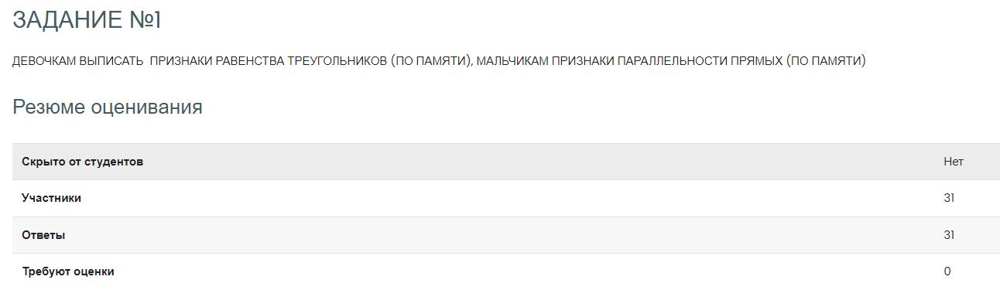 ЗАДАНИЕ №1
ДЕВОЧКАМ ВЫПИСАТЬ ПРИЗНАКИ РАВЕНСТВА ТРЕУГОЛЬНИКОВ (ПО ПАМЯТИ), МАЛЬЧИКАМ ПРИЗНАКИ ПАРАЛЛЕЛЬНОСТИ ПРЯМЫХ (ПО ПАМЯТИ)
Резюме оценивания
Скрыто от студентов Нет
Участники 31
Ответы 31
Требуют оценки 0